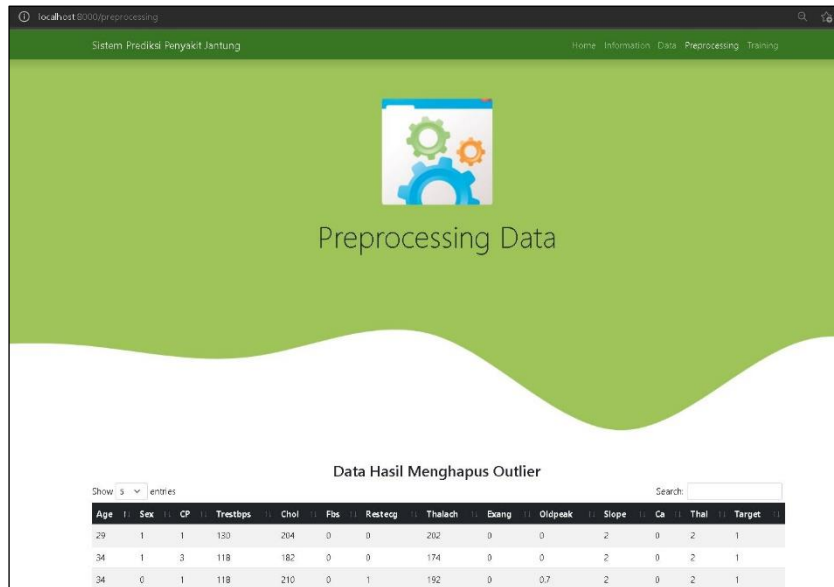 localhost:8000/preprocessing
Sistem Prediksi Penyakit Jantung Home Information Data Preprocessing Training
Preprocessing Data
Data Hasil Menghapus Outlier
Show 5 entries Search:
Age Sex CP Trestbps Chol Fbs Restecg Thalach Exang Oldpeak Slope Ca Thal Target
29 1 1 130 204 0 0 202 0 0 2 0 2 1
34 1 3 118 182 0 0 174 0 0 2 0 2 1
34 0 1 118 210 0 1 192 0 0.7 2 0 2 1